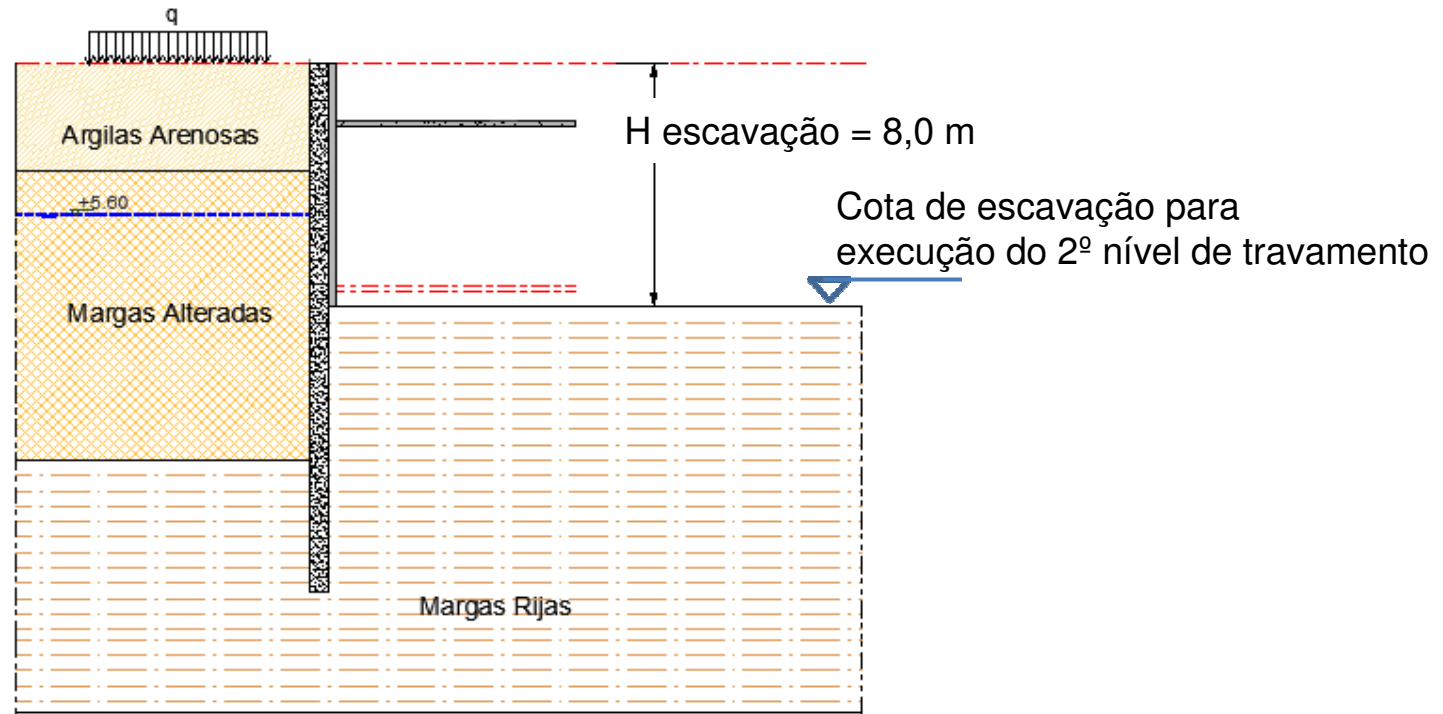 q
Argilas Arenosas
H escavação = 8,0 m
+5.60
Cota de escavação para
execução do 2º nível de travamento
Margas Alteradas
Margas Rijas